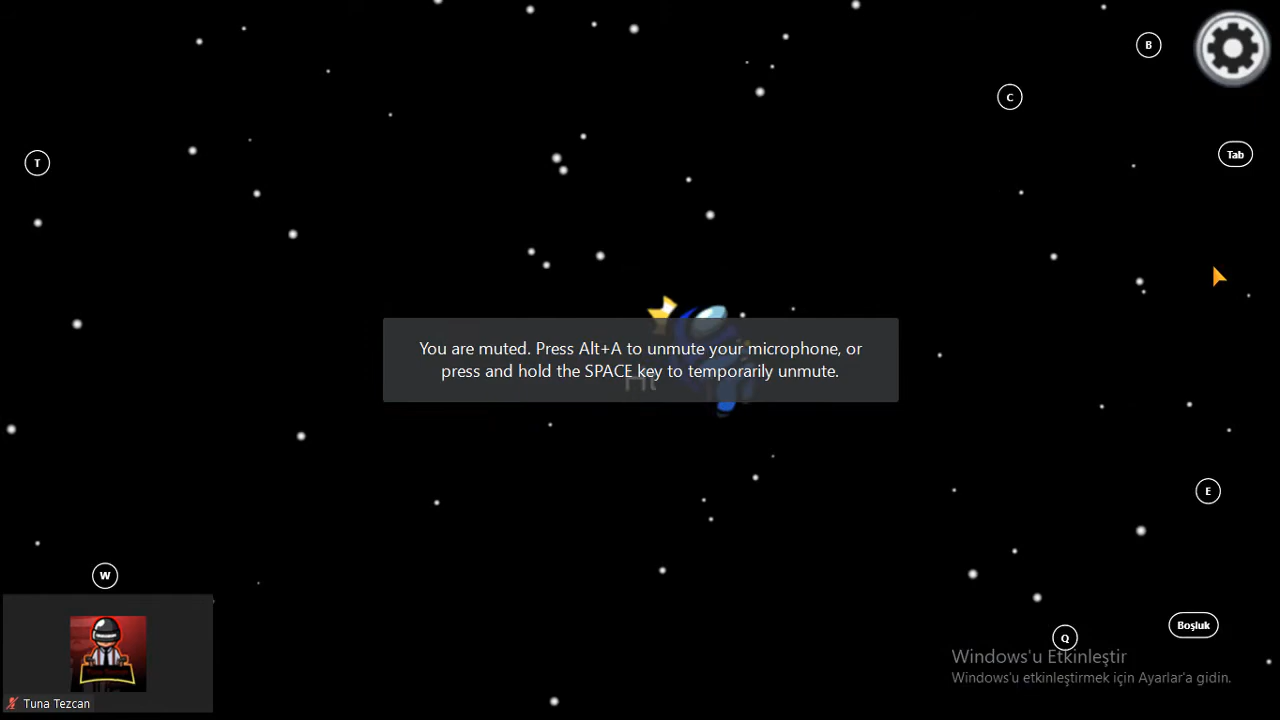 B
C
Tab
T
You are muted. Press Alt+A to unmute your microphone, or
press and hold the SPACE key to temporarily unmute.
E
W
Boşluk
Q
Windows'u Etkinleştir
Windows'u etkinleştirmek için Ayarlar'a gidin.
Tuna Tezcan